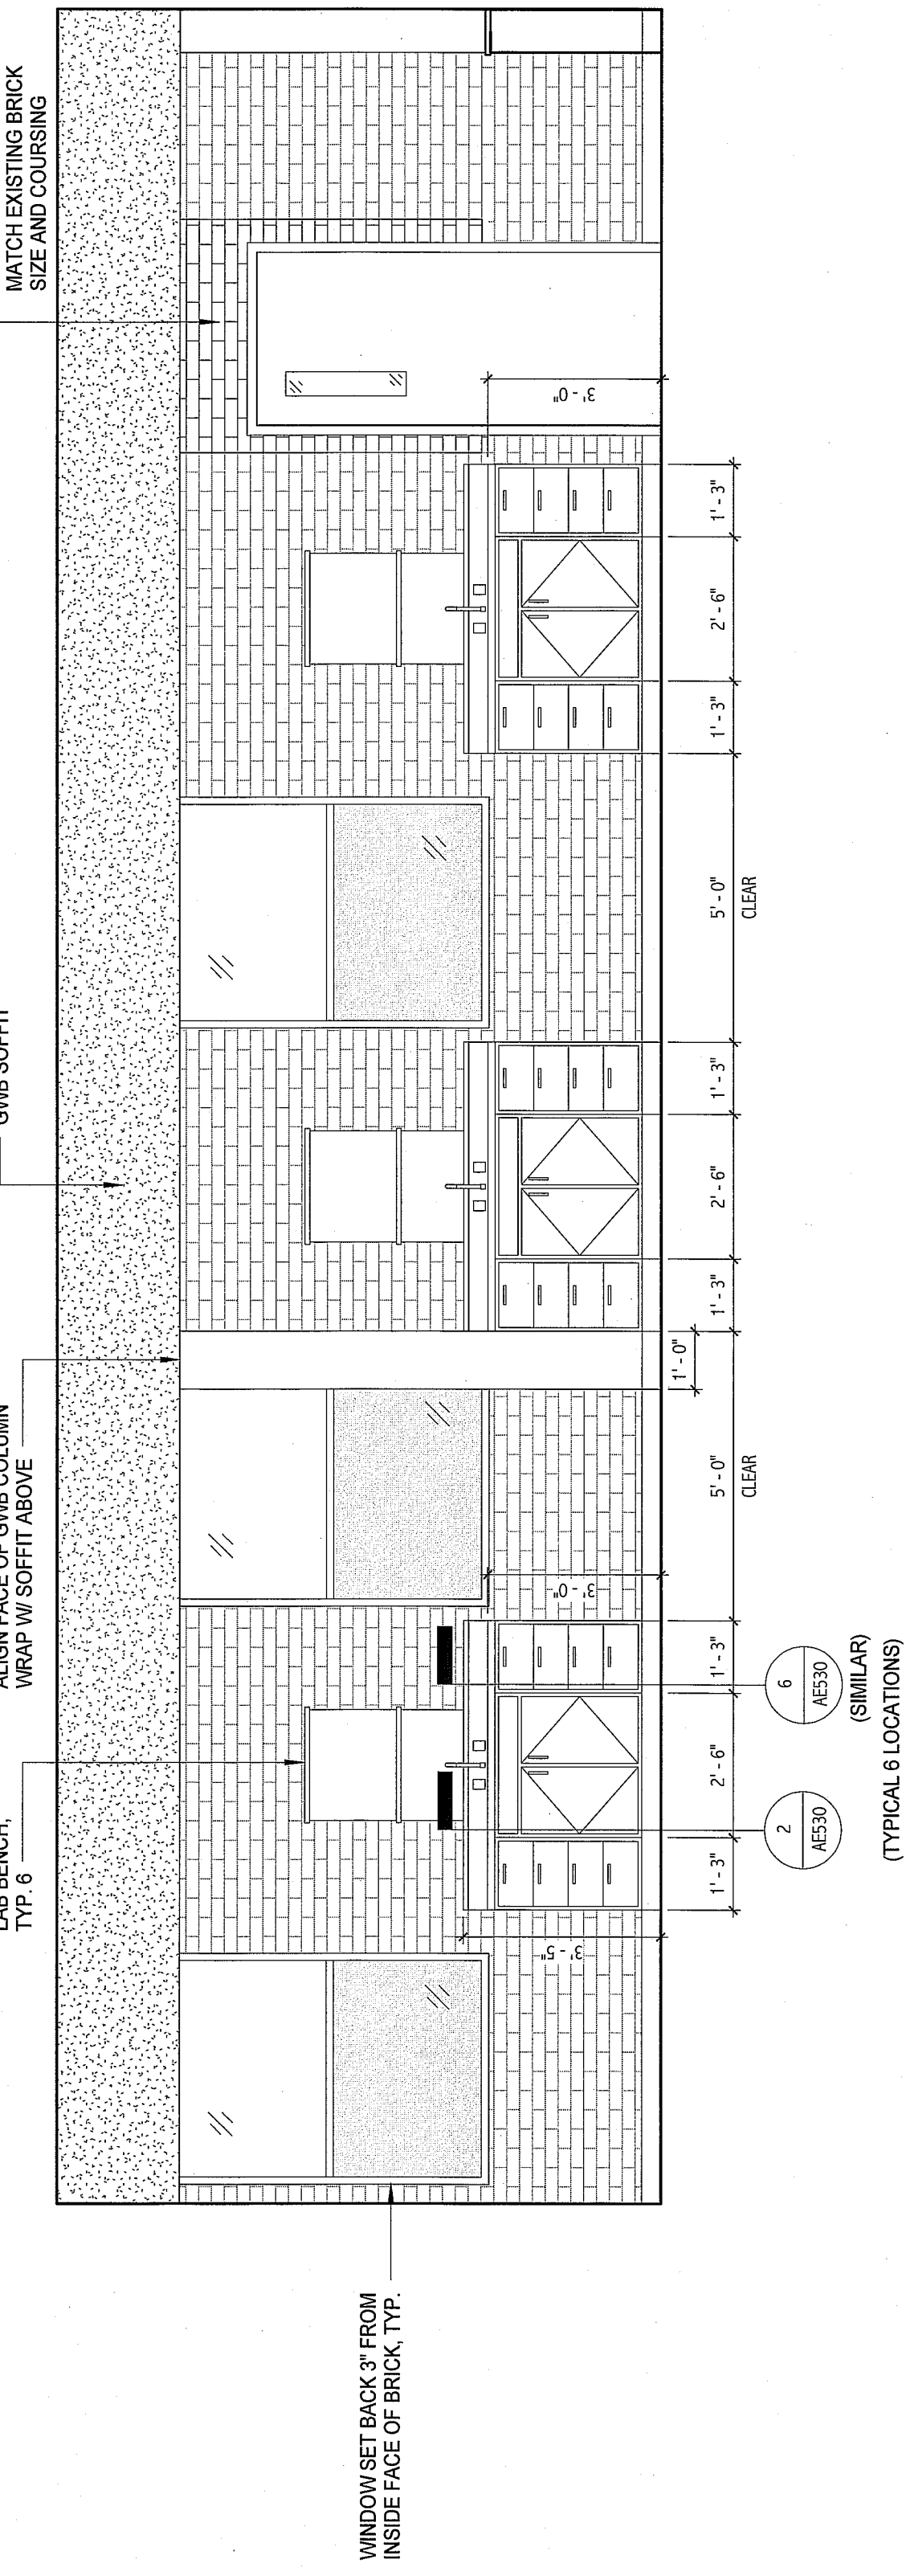 LAB BENCH,
TYP. 6
ALIGN FACE OF GWB COLUMN
WRAP W/ SOFFIT ABOVE
GWB SOFFIT
MATCH EXISTING BRICK
SIZE AND COURSING
WINDOW SET BACK 3" FROM
INSIDE FACE OF BRICK, TYP.
3' - 5"
3' - 0"
3' - 0"
1' - 0"
1' - 3"
2' - 6"
1' - 3"
5' - 0"
CLEAR
1' - 3"
2' - 6"
1' - 3"
5' - 0"
CLEAR
1' - 3"
2' - 6"
1' - 3"
2
AE530
6
AE530
(SIMILAR)
(TYPICAL 6 LOCATIONS)